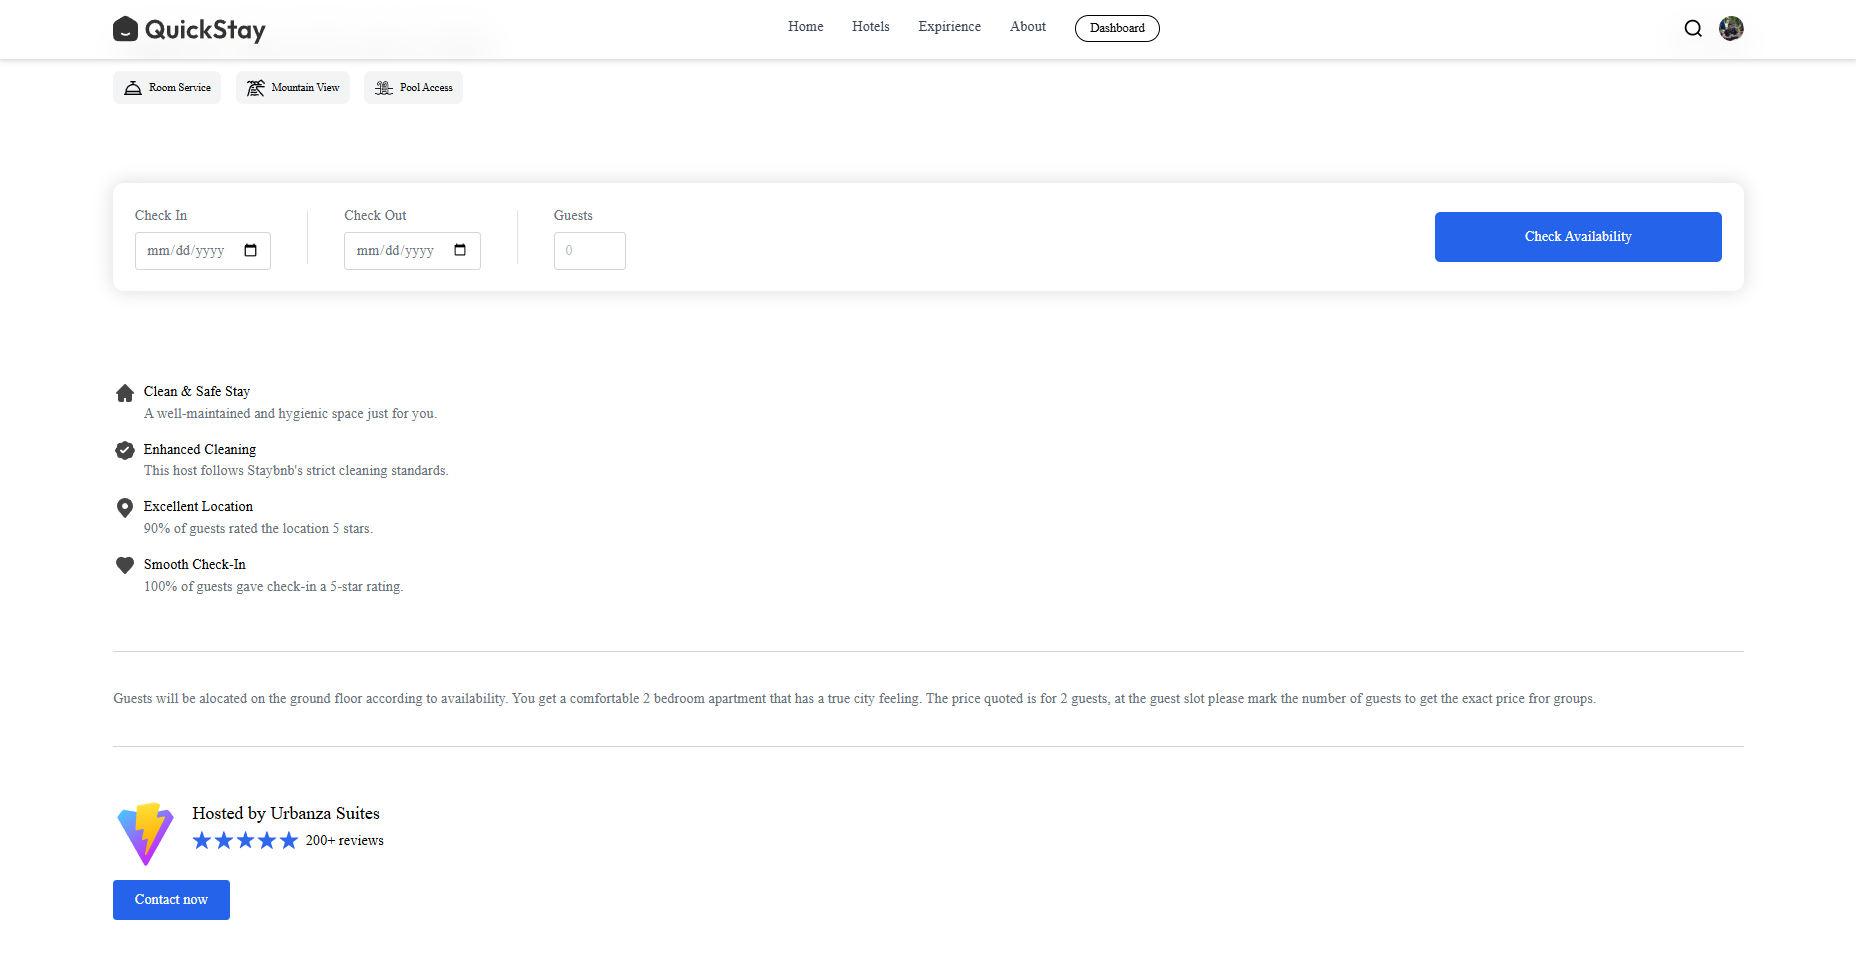 QuickStay
Home Hotels Expirience About Dashboard
Room Service Mountain View Pool Access
Check In Check Out Guests
mm/dd/yyyy mm/dd/yyyy 0
Check Availability
Clean & Safe Stay
A well-maintained and hygienic space just for you.
Enhanced Cleaning
This host follows Staybnb's strict cleaning standards.
Excellent Location
90% of guests rated the location 5 stars.
Smooth Check-In
100% of guests gave check-in a 5-star rating.
Guests will be alocated on the ground floor according to availability. You get a comfortable 2 bedroom apartment that has a true city feeling. The price quoted is for 2 guests, at the guest slot please mark the number of guests to get the exact price fror groups.
Hosted by Urbanza Suites
200+ reviews
Contact now